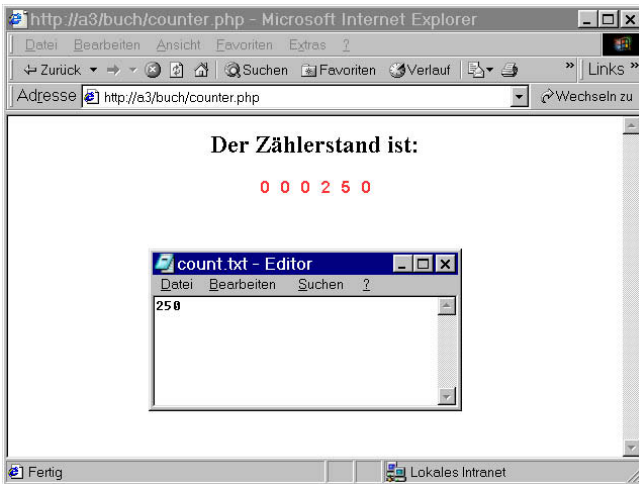 http://a3/buch/counter.php - Microsoft Internet Explorer
Datei Bearbeiten Ansicht Favoriten Extras ?
Zurück Suchen Favoriten Verlauf » Links »
Adresse http://a3/buch/counter.php Wechseln zu
Der Zählerstand ist:
0 0 0 2 5 0
count.txt - Editor
Datei Bearbeiten Suchen ?
250
Fertig Lokales Intranet